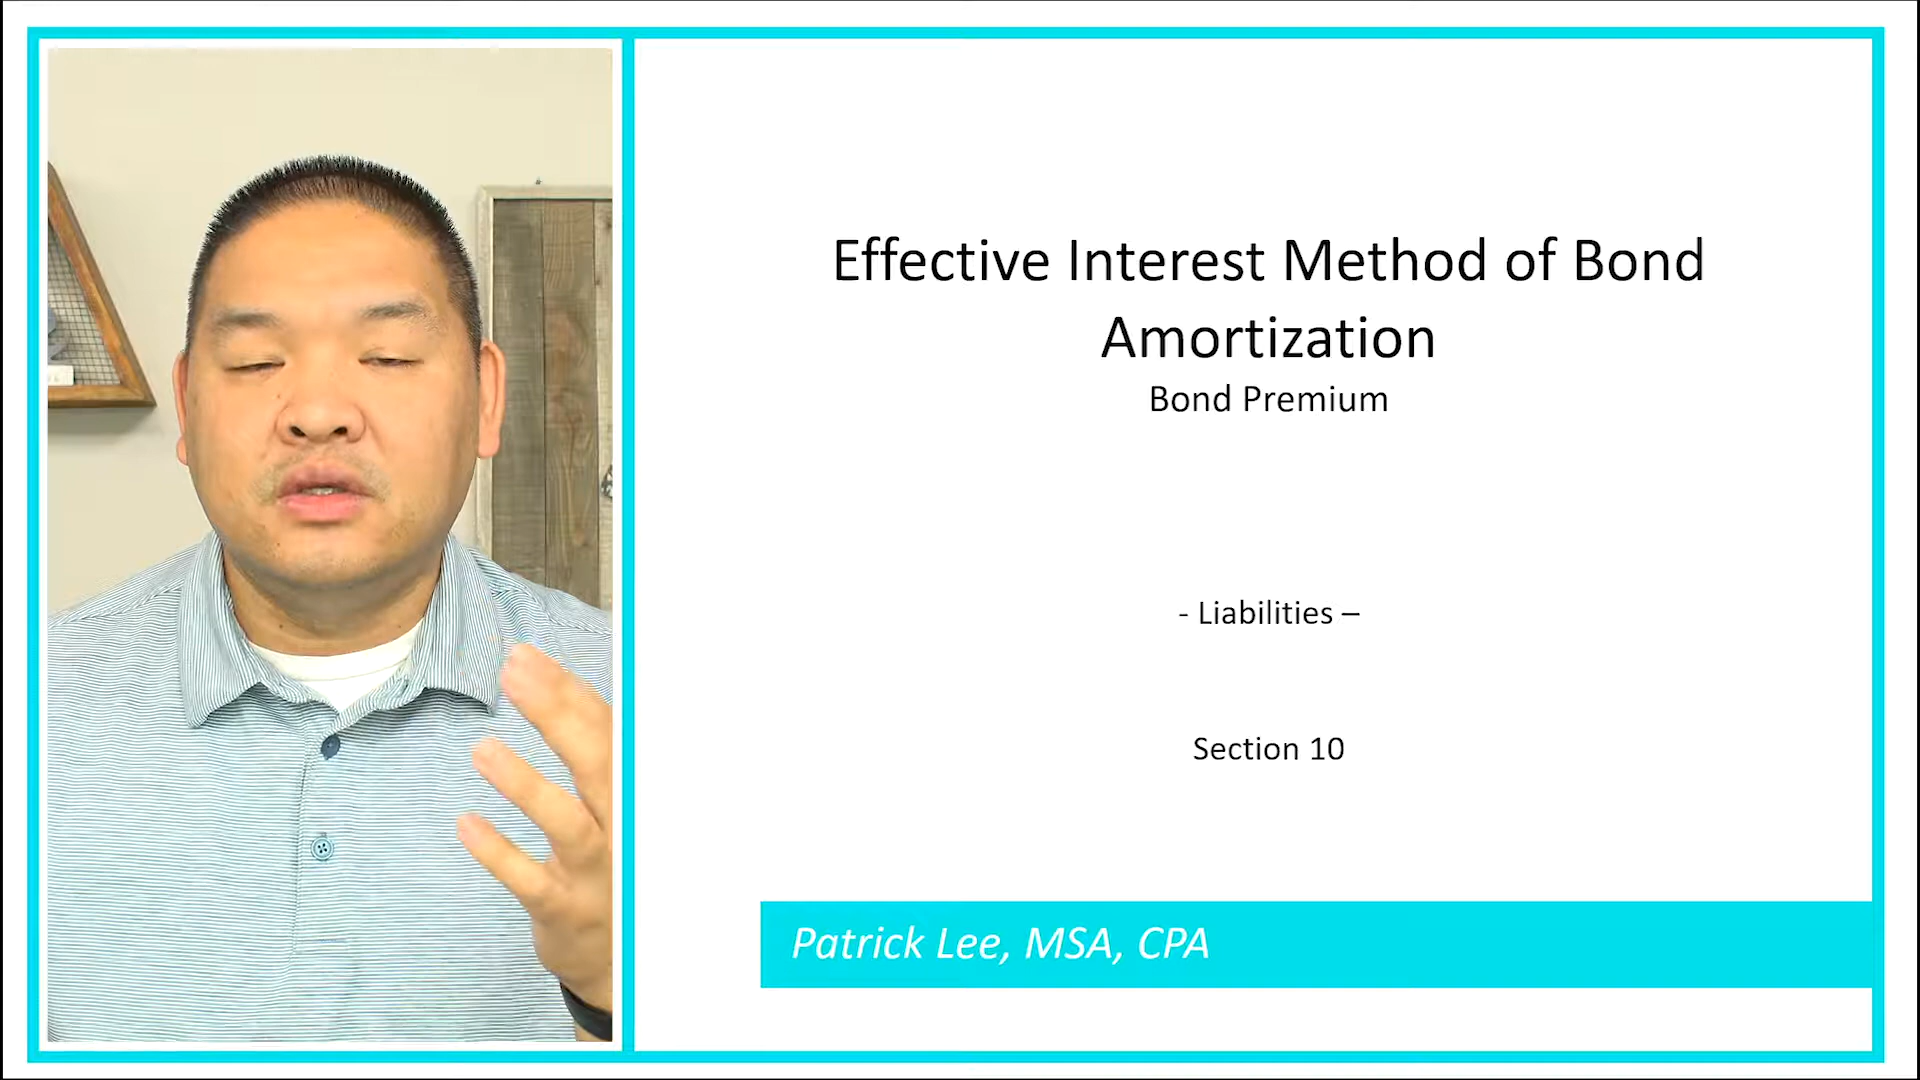 Effective Interest Method of Bond
Amortization
Bond Premium
- Liabilities –
Section 10
Patrick Lee, MSA, CPA